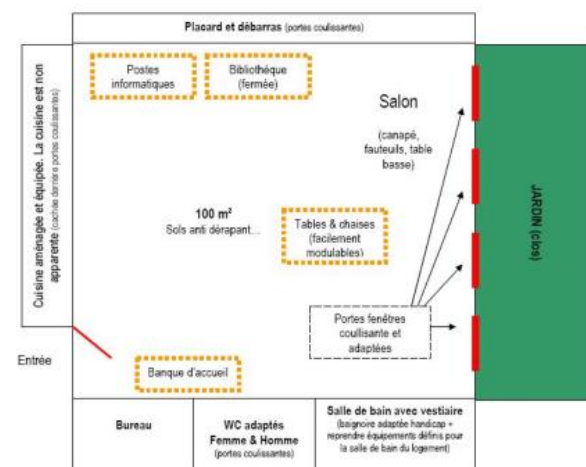 Placard et débarras (portes coulissantes)
Cuisine aménagée et équipée. La cuisine est non
apparente (cachée derrière portes coulissantes)
Postes
informatiques
Bibliothèque
(fermée)
Salon
(canapé,
fauteuils, table
basse)
100 m²
Sols anti dérapant…
Tables & chaises
(facilement
modulables)
JARDIN (clos)
Portes fenêtres
coullisante et
adaptées
Entrée
Banque d'accueil
Bureau
WC adaptés
Femme & Homme
(portes coulissantes)
Salle de bain avec vestiaire
(baignoire adaptée handicap +
reprendre équipements définis pour
la salle de bain du logement)